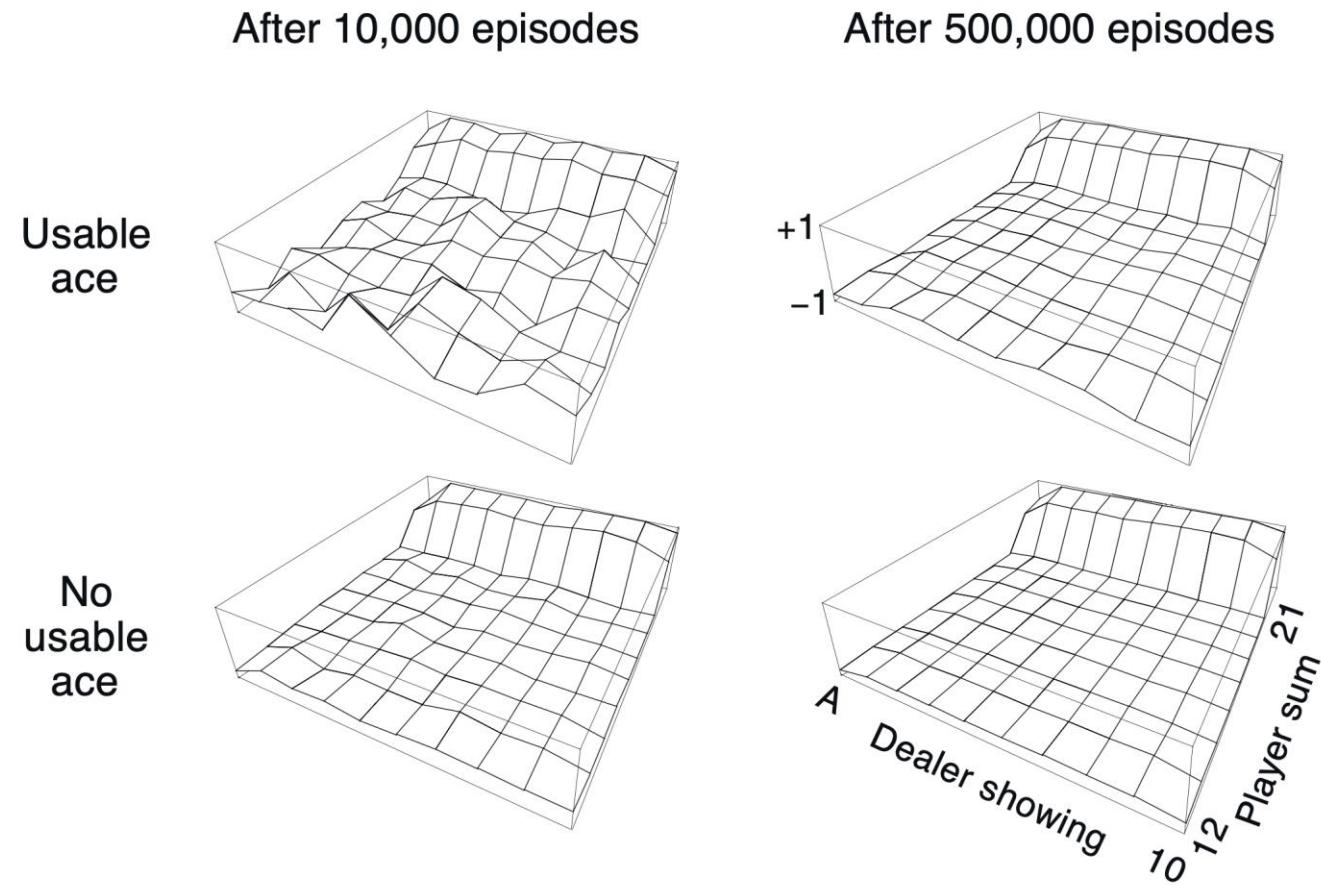 After 10,000 episodes
After 500,000 episodes
Usable
ace
+1
−1
No
usable
ace
A
Dealer showing
10
12
Player sum
21